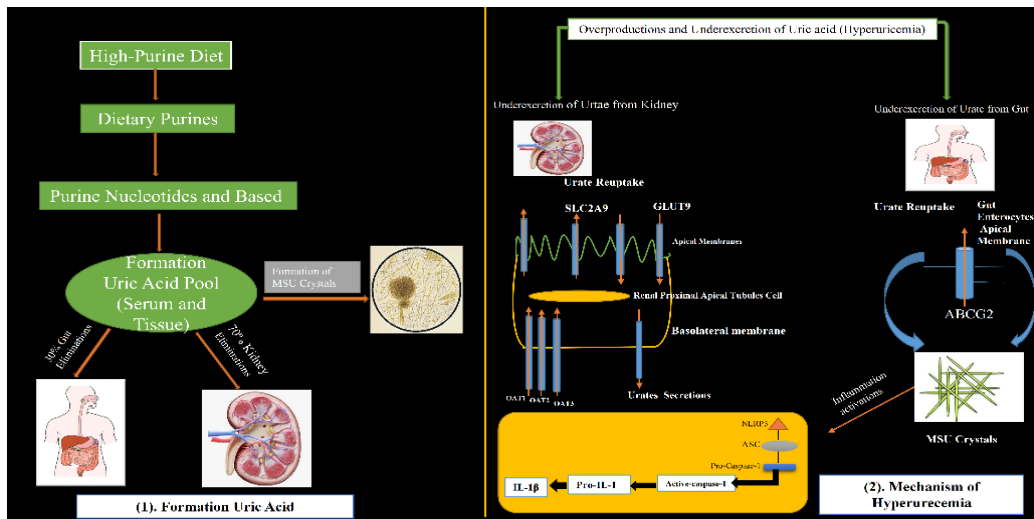 High-Purine Diet
Dietary Purines
Purine Nucleotides and Based
Formation
Uric Acid Pool
(Serum and
Tissue)
Formation of
MSC Crystals
30% Gut
Eliminations
70% Kidney
Eliminations
(1). Formation Uric Acid
Overproductions and Underexcretion of Uric acid (Hyperuricemia)
Underexcretion of Urtae from Kidney
Urate Reuptake
SLC2A9
GLUT9
Apical Membranes
Renol Proximal Apical Tubules Cell
Basolateral membrane
OAT1
OAT2
OAT3
Urates Secretions
Underexcretion of Urate from Gut
Urate Reuptake
Gut
Enterocytes
Apical
Membrane
ABCG2
MSU Crystals
Inflammation
activations
NLRP3
ASC
Pro-Caspase-1
Active-caspase-1
Pro-IL-1
IL-1β
(2). Mechanism of
Hyperurecemia